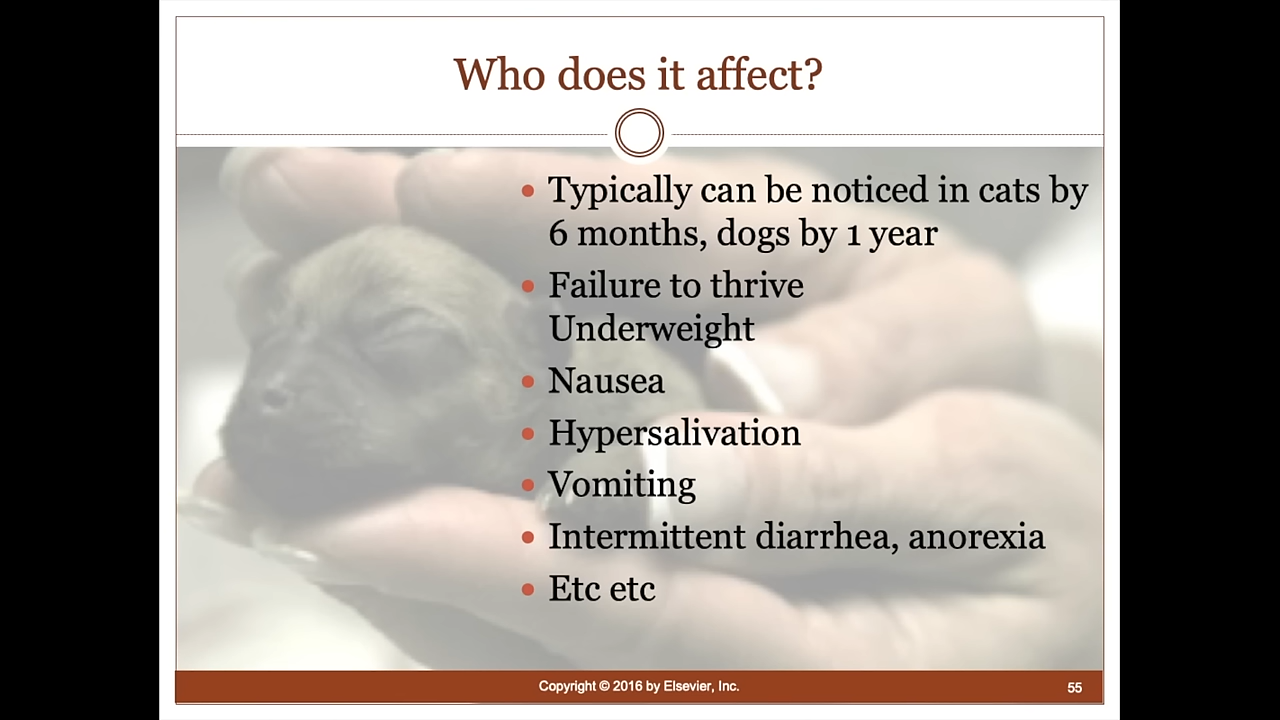 Who does it affect?
• Typically can be noticed in cats by
6 months, dogs by 1 year
• Failure to thrive
Underweight
• Nausea
• Hypersalivation
• Vomiting
• Intermittent diarrhea, anorexia
• Etc etc
Copyright © 2016 by Elsevier, Inc.
55